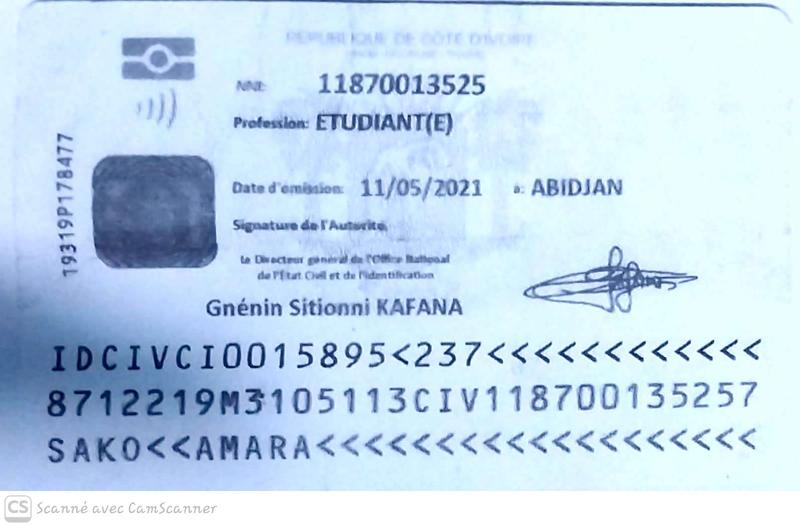 RÉPUBLIQUE DE CÔTE D'IVOIRE
NNI: 11870013525
Profession: ETUDIANT(E)
19319P178477
Date d'émission: 11/05/2021 à: ABIDJAN
Signature de l'Autorité,
Le Directeur général de l'Office National
de l'État Civil et de l'Identification
Gnénin Sitionni KAFANA
IDCIVCI0015895<237<<<<<<<<<<<<
8712219M3105113CIV118700135257
SAKO<<AMARA<<<<<<<<<<<<<<<<<<<
CS Scanné avec CamScanner